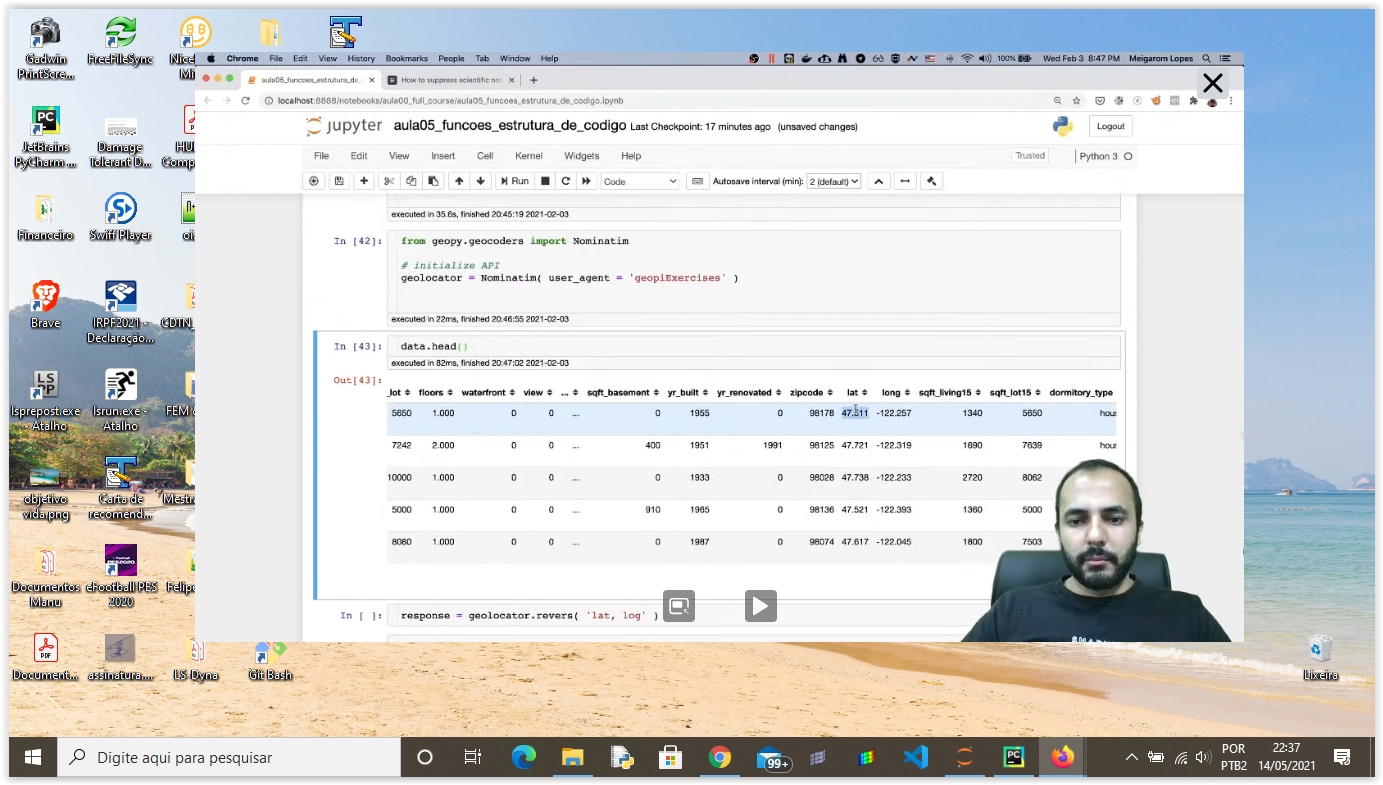 Gadwin
PrintScre...
FreeFileSync
Chrome File Edit View History Bookmarks People Tab Window Help
100% Wed Feb 3 8:47 PM Meigarom Lopes
aula05_funcoes_estrutura_de_
How to suppress scientific not
localhost:8888/notebooks/aula00_full_course/aula05_funcoes_estrutura_de_codigo.ipynb
jupyter aula05_funcoes_estrutura_de_codigo Last Checkpoint: 17 minutes ago (unsaved changes)
Logout
File Edit View Insert Cell Kernel Widgets Help
Trusted
Python 3
Run
Code
Autosave interval (min): 2 (default)
executed in 35.6s, finished 20:45:19 2021-02-03
In [42]: from geopy.geocoders import Nominatim
# initialize API
geolocator = Nominatim( user_agent = 'geopiExercises' )
executed in 22ms, finished 20:46:55 2021-02-03
In [43]: data.head()
executed in 82ms, finished 20:47:02 2021-02-03
Out[43]:
_lot floors waterfront view ... sqft_basement yr_built yr_renovated zipcode lat long sqft_living15 sqft_lot15 dormitory_type
5650 1.000 0 0 ... 0 1955 0 98178 47.511 -122.257 1340 5650 hou
7242 2.000 0 0 ... 400 1951 1991 98125 47.721 -122.319 1690 7639 hou
10000 1.000 0 0 ... 0 1933 0 98028 47.738 -122.233 2720 8062
5000 1.000 0 0 ... 910 1965 0 98136 47.521 -122.393 1360 5000
8080 1.000 0 0 ... 0 1987 0 98074 47.617 -122.045 1800 7503
In [ ]: response = geolocator.revers( 'lat, log' )
JetBrains
PyCharm ...
Damage
Tolerant D...
HU
Comp
Financeiro
Swiff Player
oi
Brave
IRPF2021 -
Declaração...
CDTN_
LS
PP
lsprepost.exe
- Atalho
lsrun.exe -
Atalho
FEM
objetivo
vida.png
Carta de
recomend...
Mestr
Documentos
Manu
eFootball PES
2020
Felip
PDF
Document...
assinatura....
LS-Dyna
Git Bash
Lixeira
Digite aqui para pesquisar
99+
POR
PTB2
22:37
14/05/2021